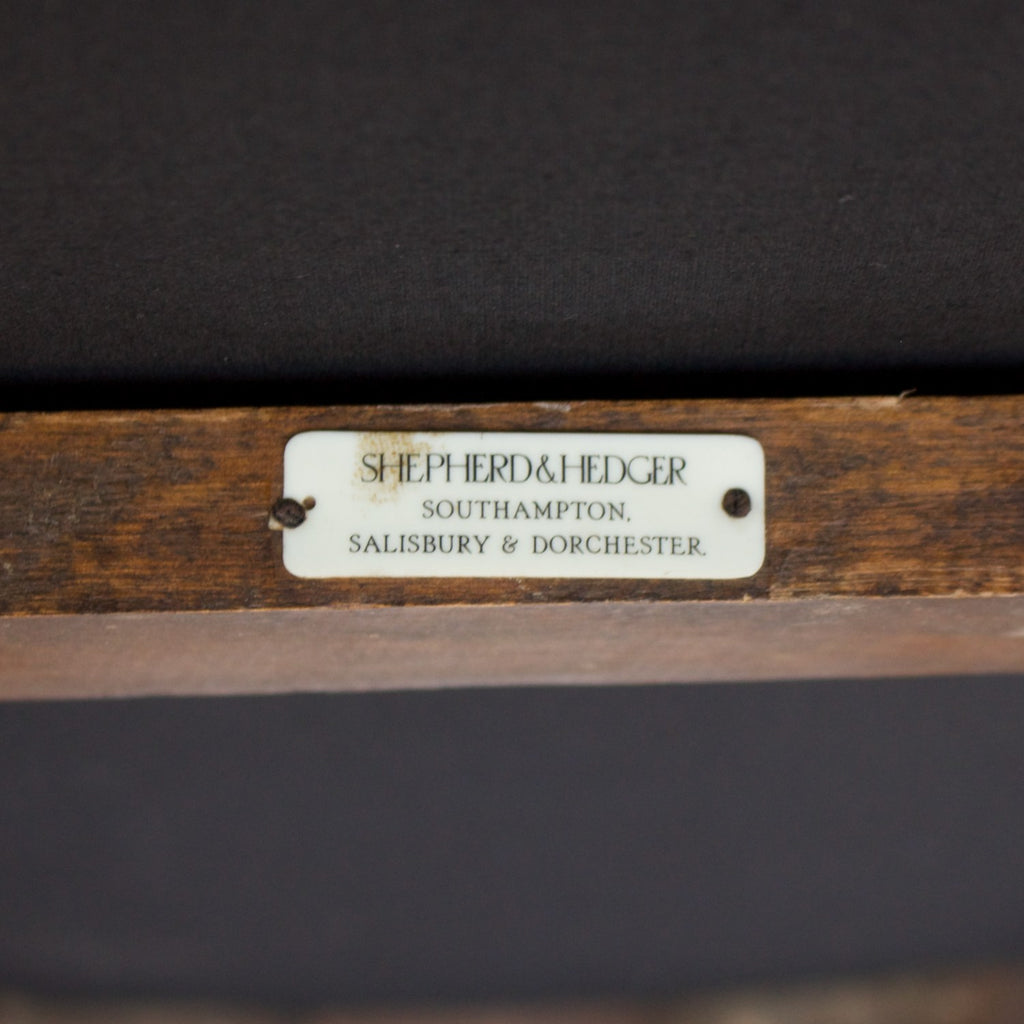 SHEPHERD&HEDGER
SOUTHAMPTON,
SALISBURY & DORCHESTER.